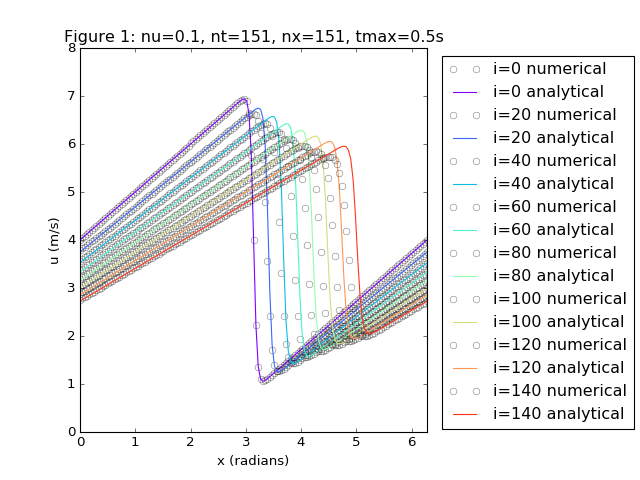 Figure 1: nu=0.1, nt=151, nx=151, tmax=0.5s
8
7
6
5
4
3
2
1
0
u (m/s)
0
1
2
3
4
5
6
x (radians)
i=0 numerical
i=0 analytical
i=20 numerical
i=20 analytical
i=40 numerical
i=40 analytical
i=60 numerical
i=60 analytical
i=80 numerical
i=80 analytical
i=100 numerical
i=100 analytical
i=120 numerical
i=120 analytical
i=140 numerical
i=140 analytical